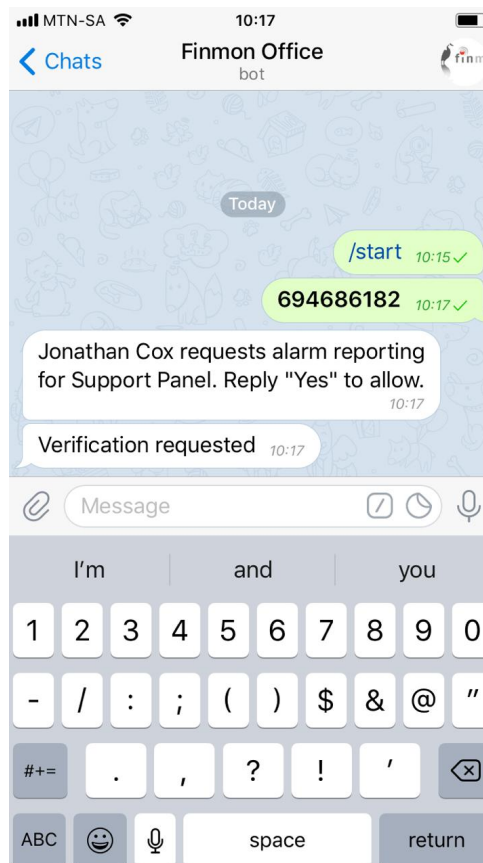 MTN-SA 10:17
Chats
Finmon Office
bot
Today
/start 10:15
694686182 10:17
Jonathan Cox requests alarm reporting
for Support Panel. Reply "Yes" to allow.
10:17
Verification requested 10:17
Message
I'm and you
1 2 3 4 5 6 7 8 9 0
- / : ; ( ) $ & @ "
#+= . , ? ! '
ABC space return